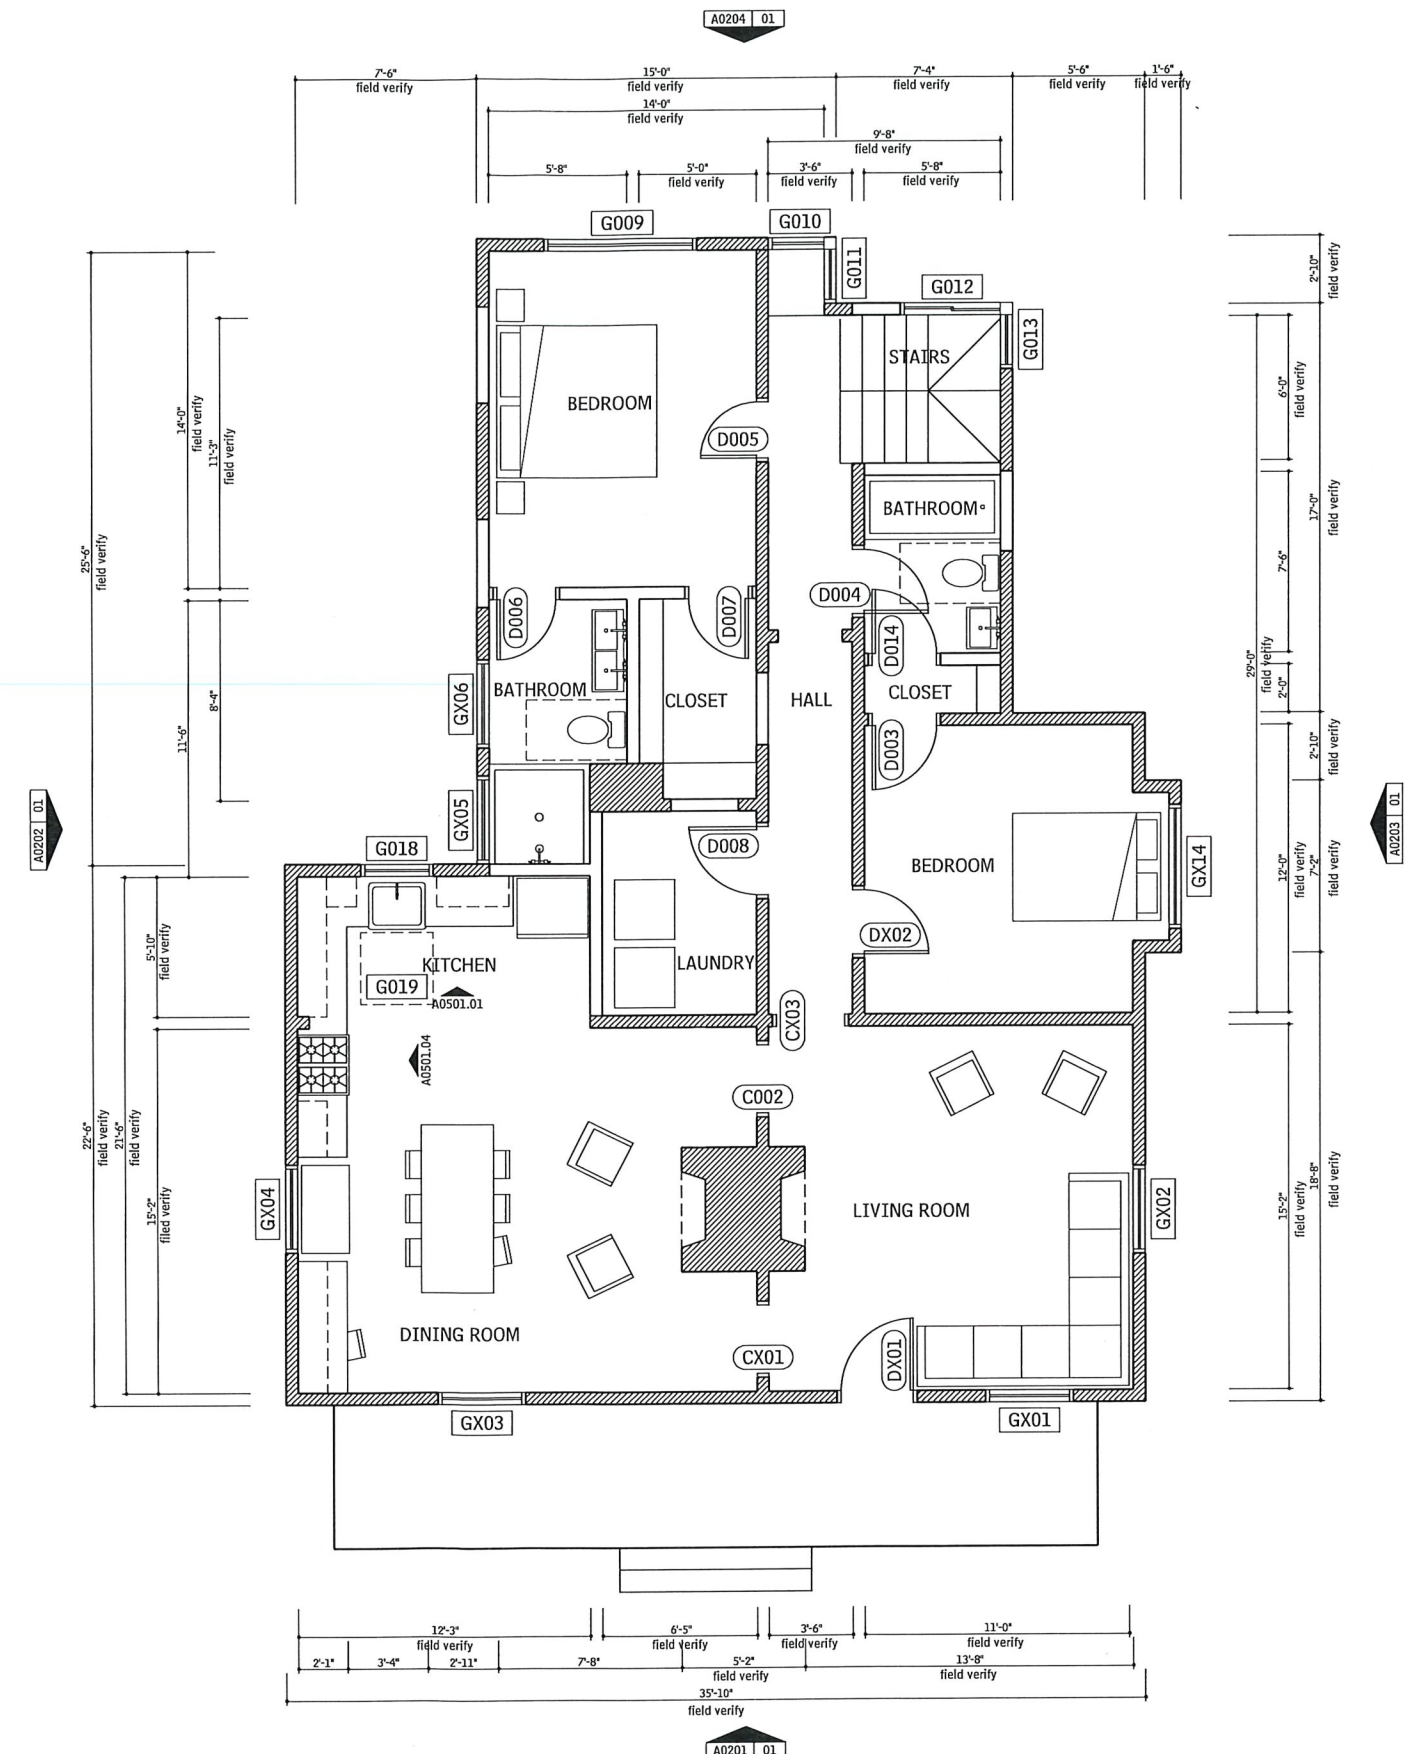 A0204 01
7'-6"
field verify
15'-0"
field verify
7'-4"
field verify
5'-6"
field verify
1'-6"
field verify
14'-0"
field verify
9'-8"
field verify
5'-8"
5'-0"
field verify
3'-6"
field verify
5'-8"
field verify
G009
G010
G011
G012
G013
2'-10"
field verify
STAIRS
6'-0"
field verify
BEDROOM
D005
14'-0"
field verify
11'-3"
field verify
BATHROOM
17'-0"
field verify
25'-6"
field verify
7'-6"
D004
D006
D007
D014
29'-0"
field verify
2'-0"
field verify
GX06
BATHROOM
CLOSET
HALL
CLOSET
8'-4"
11'-6"
D003
2'-10"
field verify
A0202 01
GX05
A0203 01
G018
D008
BEDROOM
GX14
12'-0"
field verify
7'-2"
field verify
5'-10"
field verify
DX02
KITCHEN
LAUNDRY
G019
A0501.01
CX03
A0501.04
C002
22'-6"
field verify
21'-6"
field verify
15'-2"
filed verify
GX04
LIVING ROOM
GX02
15'-2"
field verify
18'-8"
field verify
DINING ROOM
CX01
DX01
GX03
GX01
12'-3"
field verify
6'-5"
field verify
3'-6"
field verify
11'-0"
field verify
2'-1"
3'-4"
2'-11"
7'-8"
5'-2"
field verify
13'-8"
field verify
35'-10"
field verify
A0201 01